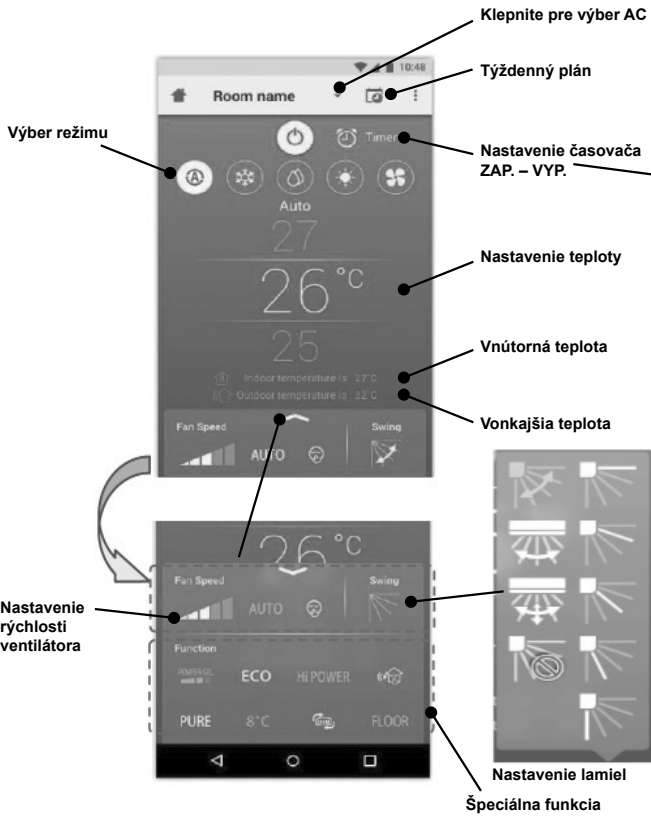 Klepnite pre výber AC
10:48
Týždenný plán
Room name
Výber režimu
Timer
Nastavenie časovača
ZAP. – VYP.
Auto
27
26°C
Nastavenie teploty
25
Vnútorná teplota
Indoor temperature is 27°C
Outdoor temperature is 32°C
Vonkajšia teplota
Fan Speed
Swing
AUTO
26°C
Fan Speed
Swing
AUTO
Nastavenie
rýchlosti
ventilátora
Function
POWER-SEL
ECO
Hi POWER
PURE
8°C
FLOOR
Nastavenie lamiel
Špeciálna funkcia